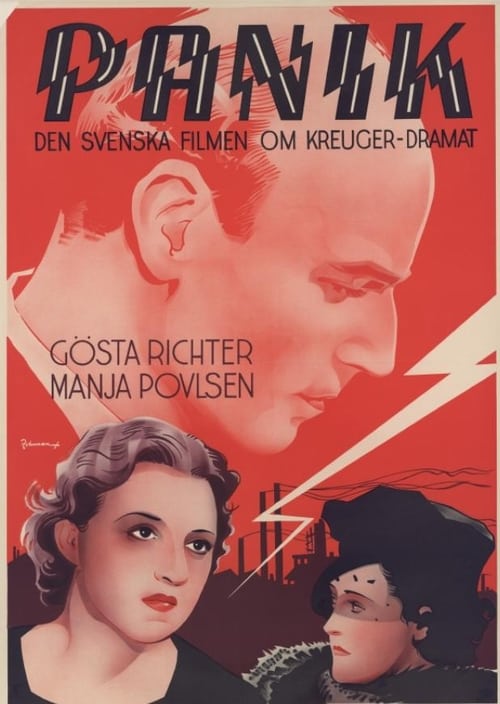 PANIK
DEN SVENSKA FILMEN OM KREUGER-DRAMAT
GÖSTA RICHTER
MANJA POVLSEN